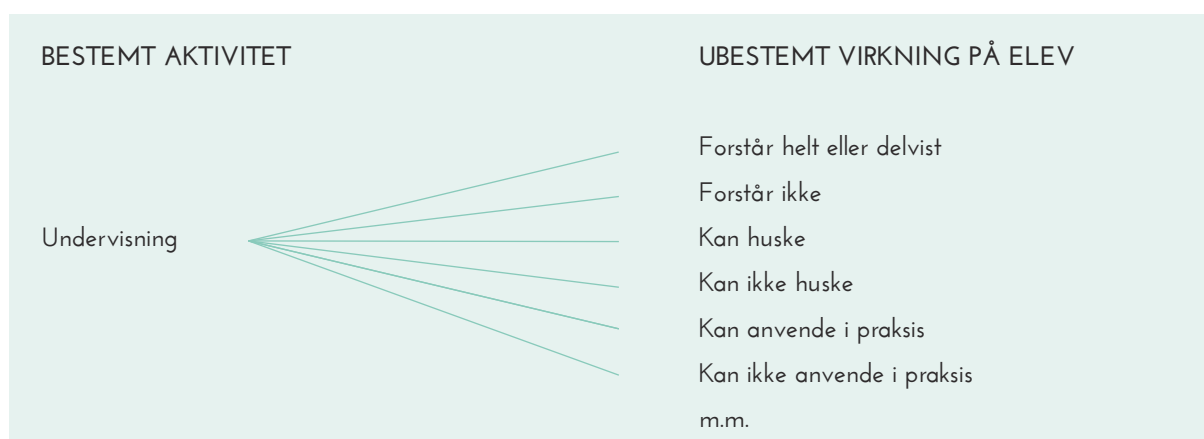 BESTEMT AKTIVITET
UBESTEMT VIRKNING PÅ ELEV
Undervisning
Forstår helt eller delvist
Forstår ikke
Kan huske
Kan ikke huske
Kan anvende i praksis
Kan ikke anvende i praksis
m.m.